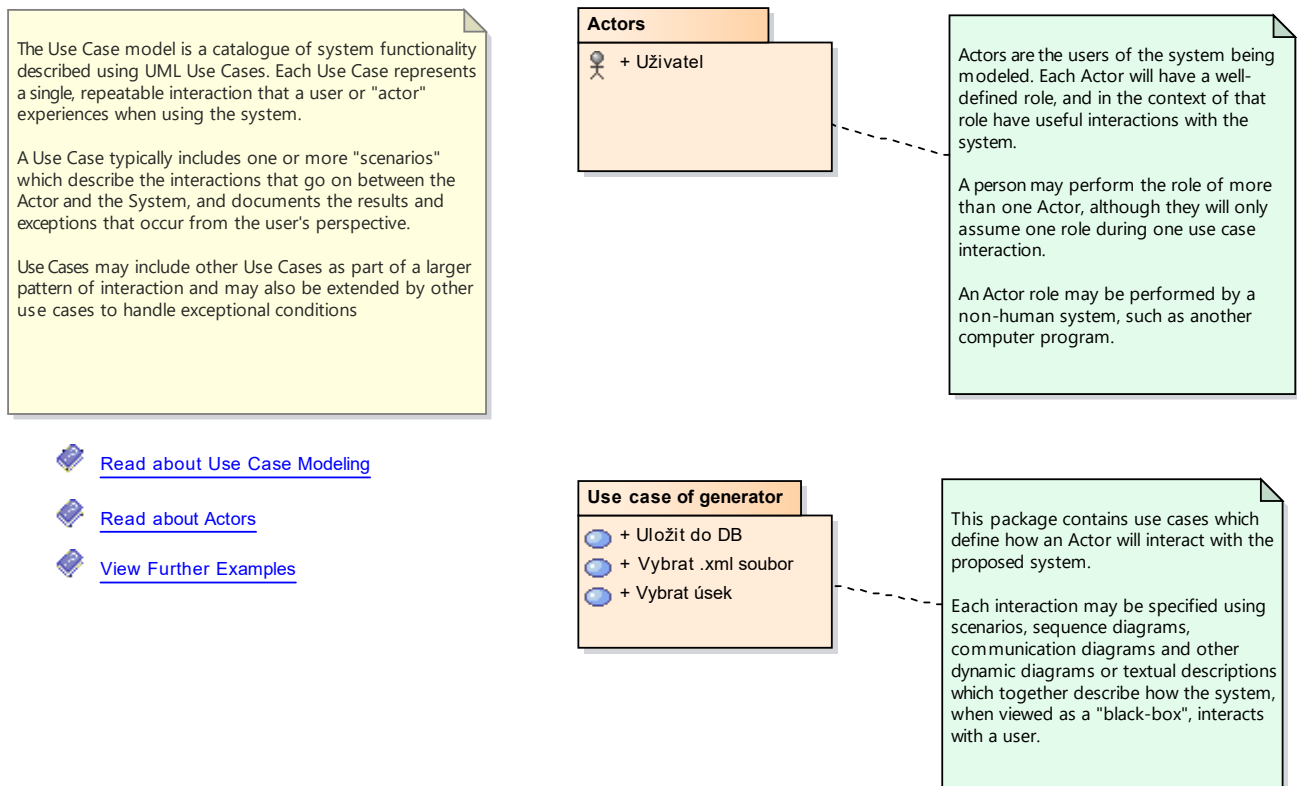 The Use Case model is a catalogue of system functionality
described using UML Use Cases. Each Use Case represents
a single, repeatable interaction that a user or "actor"
experiences when using the system.
A Use Case typically includes one or more "scenarios"
which describe the interactions that go on between the
Actor and the System, and documents the results and
exceptions that occur from the user's perspective.
Use Cases may include other Use Cases as part of a larger
pattern of interaction and may also be extended by other
use cases to handle exceptional conditions
Read about Use Case Modeling
Read about Actors
View Further Examples
Actors
+ Uživatel
Actors are the users of the system being
modeled. Each Actor will have a well-
defined role, and in the context of that
role have useful interactions with the
system.
A person may perform the role of more
than one Actor, although they will only
assume one role during one use case
interaction.
An Actor role may be performed by a
non-human system, such as another
computer program.
Use case of generator
+ Uložit do DB
+ Vybrat .xml soubor
+ Vybrat úsek
This package contains use cases which
define how an Actor will interact with the
proposed system.
Each interaction may be specified using
scenarios, sequence diagrams,
communication diagrams and other
dynamic diagrams or textual descriptions
which together describe how the system,
when viewed as a "black-box", interacts
with a user.